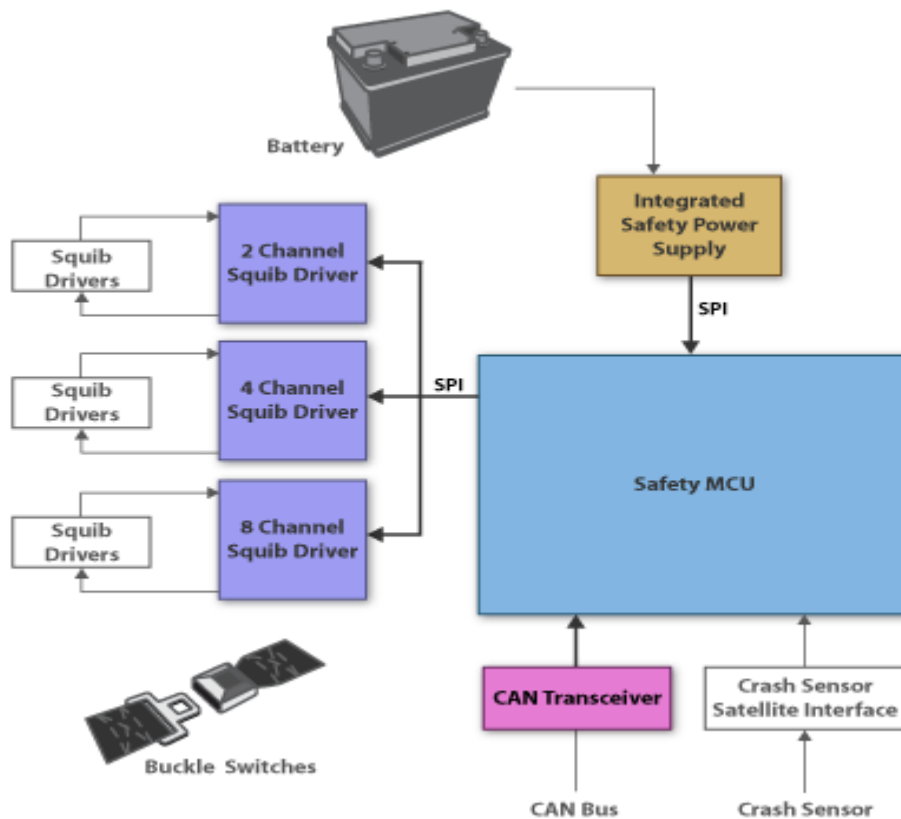 Battery
Integrated
Safety Power
Supply
SPI
2 Channel
Squib Driver
Squib
Drivers
4 Channel
Squib Driver
Squib
Drivers
SPI
8 Channel
Squib Driver
Squib
Drivers
Safety MCU
CAN Transceiver
Crash Sensor
Satellite Interface
Buckle Switches
CAN Bus
Crash Sensor